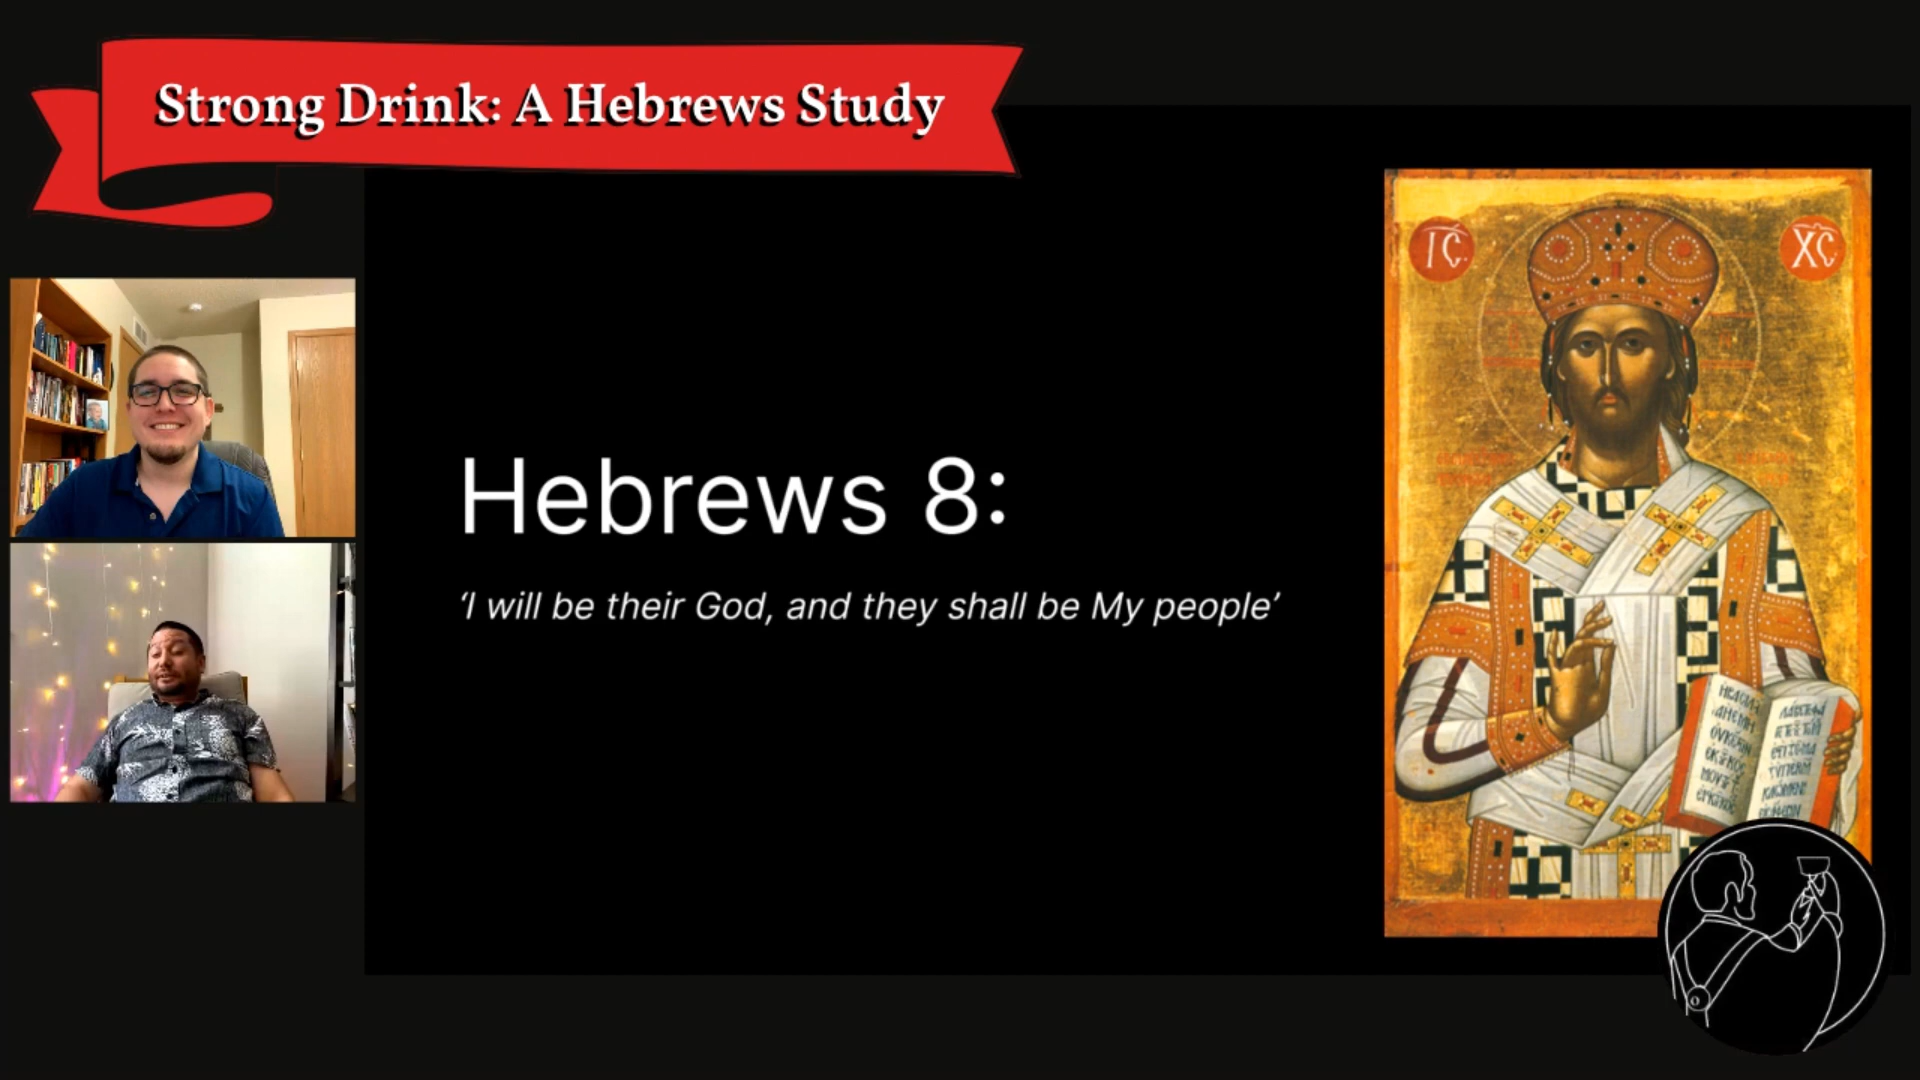 Strong Drink: A Hebrews Study
Hebrews 8:
‘I will be their God, and they shall be My people’
IC
XC